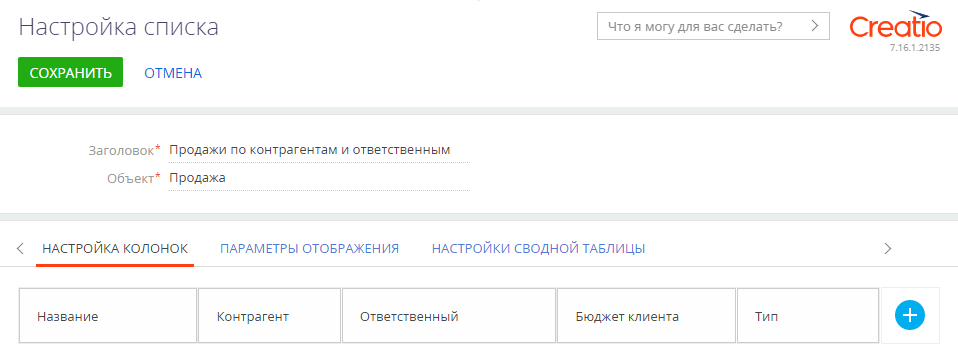 Настройка списка
Что я могу для вас сделать?
Creatio
7.16.1.2135
СОХРАНИТЬ
ОТМЕНА
Заголовок* Продажи по контрагентам и ответственным
Объект* Продажа
НАСТРОЙКА КОЛОНОК ПАРАМЕТРЫ ОТОБРАЖЕНИЯ НАСТРОЙКИ СВОДНОЙ ТАБЛИЦЫ
Название Контрагент Ответственный Бюджет клиента Тип